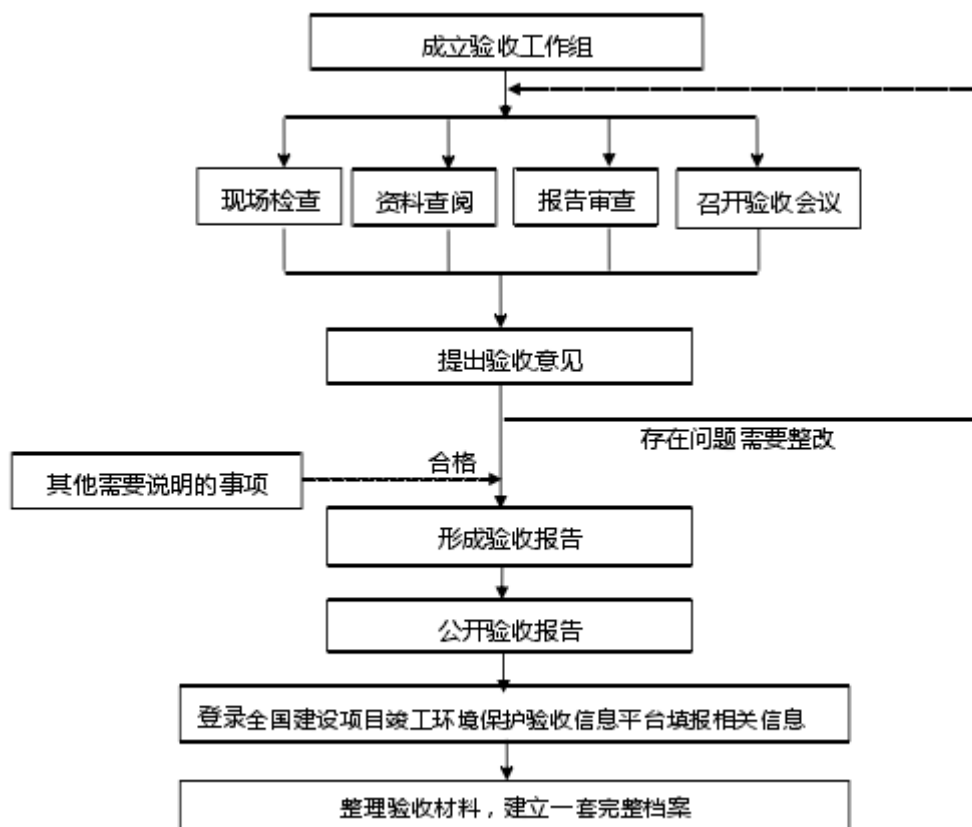 成立验收工作组
现场检查
资料查阅
报告审查
召开验收会议
提出验收意见
存在问题需要整改
合格
其他需要说明的事项
形成验收报告
公开验收报告
登录全国建设项目竣工环境保护验收信息平台填报相关信息
整理验收材料，建立一套完整档案